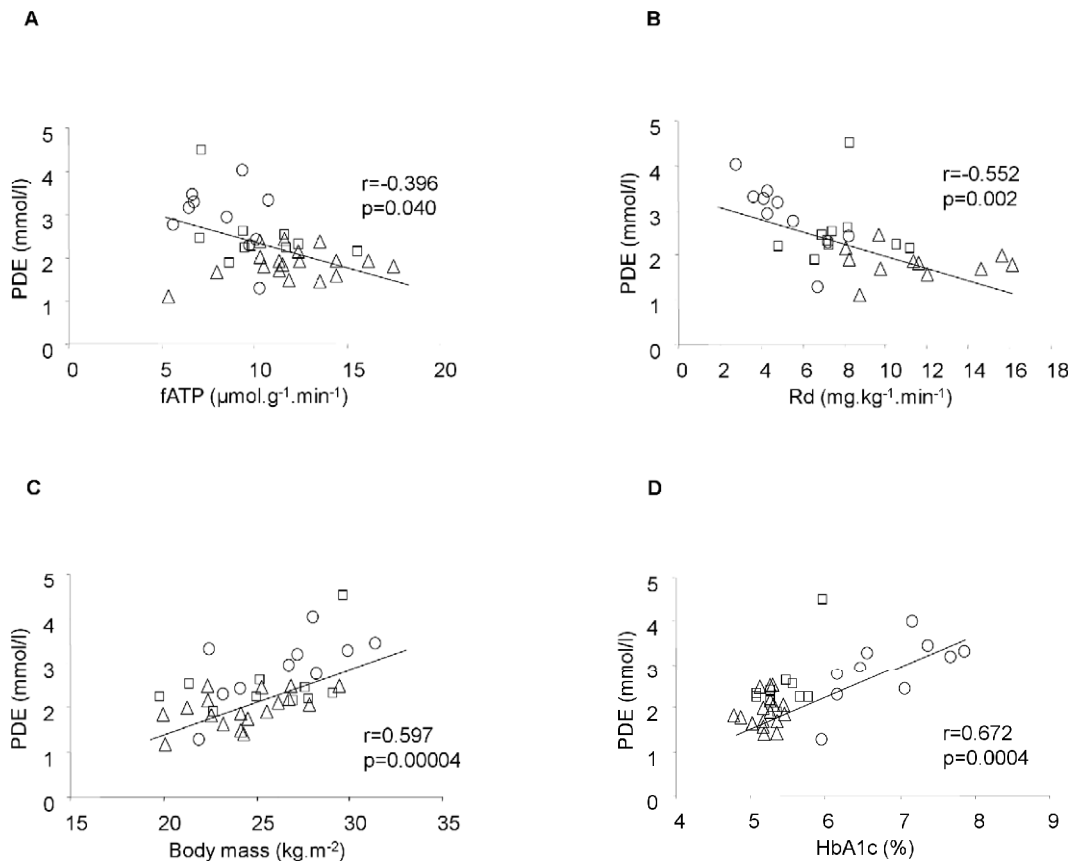 A
B
5
4
3
2
1
0
PDE (mmol/l)
r=-0.396
p=0.040
0 5 10 15 20
fATP (µmol.g⁻¹.min⁻¹)
5
4
3
2
1
0
PDE (mmol/l)
r=-0.552
p=0.002
0 2 4 6 8 10 12 14 16 18
Rd (mg.kg⁻¹.min⁻¹)
C
D
5
4
3
2
1
0
PDE (mmol/l)
r=0.597
p=0.00004
15 20 25 30 35
Body mass (kg.m⁻²)
5
4
3
2
1
0
PDE (mmol/l)
r=0.672
p=0.0004
4 5 6 7 8 9
HbA1c (%)